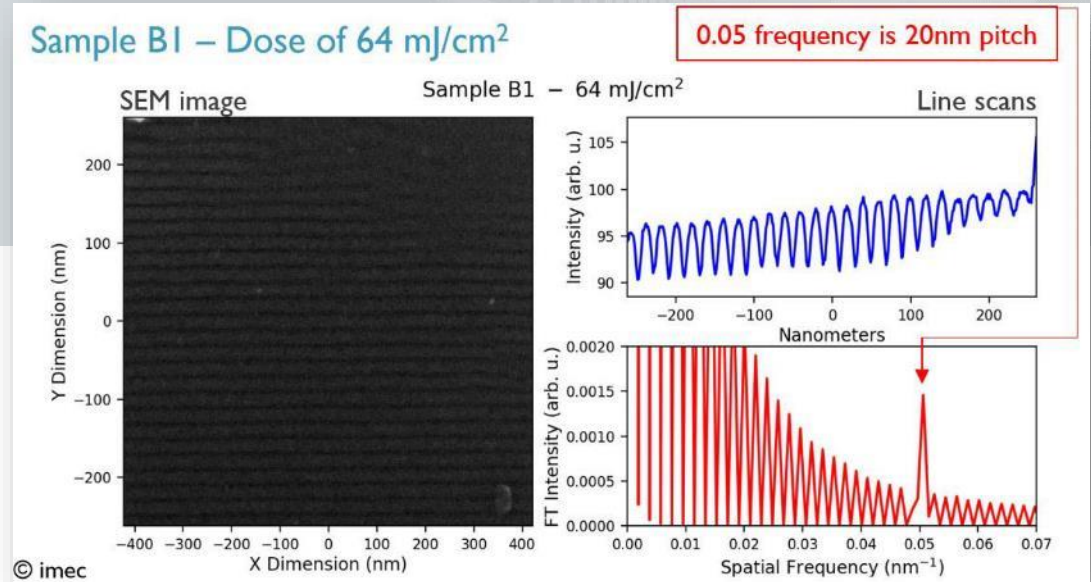 Sample B1 – Dose of 64 mJ/cm²
0.05 frequency is 20nm pitch
Sample B1 – 64 mJ/cm²
SEM image
Line scans
200
100
0
−100
−200
Y Dimension (nm)
−400 −300 −200 −100 0 100 200 300 400
X Dimension (nm)
105
100
95
90
Intensity (arb. u.)
−200 −100 0 100 200
Nanometers
0.0020
0.0015
0.0010
0.0005
0.0000
FT Intensity (arb. u.)
0.00 0.01 0.02 0.03 0.04 0.05 0.06 0.07
Spatial Frequency (nm⁻¹)
© imec